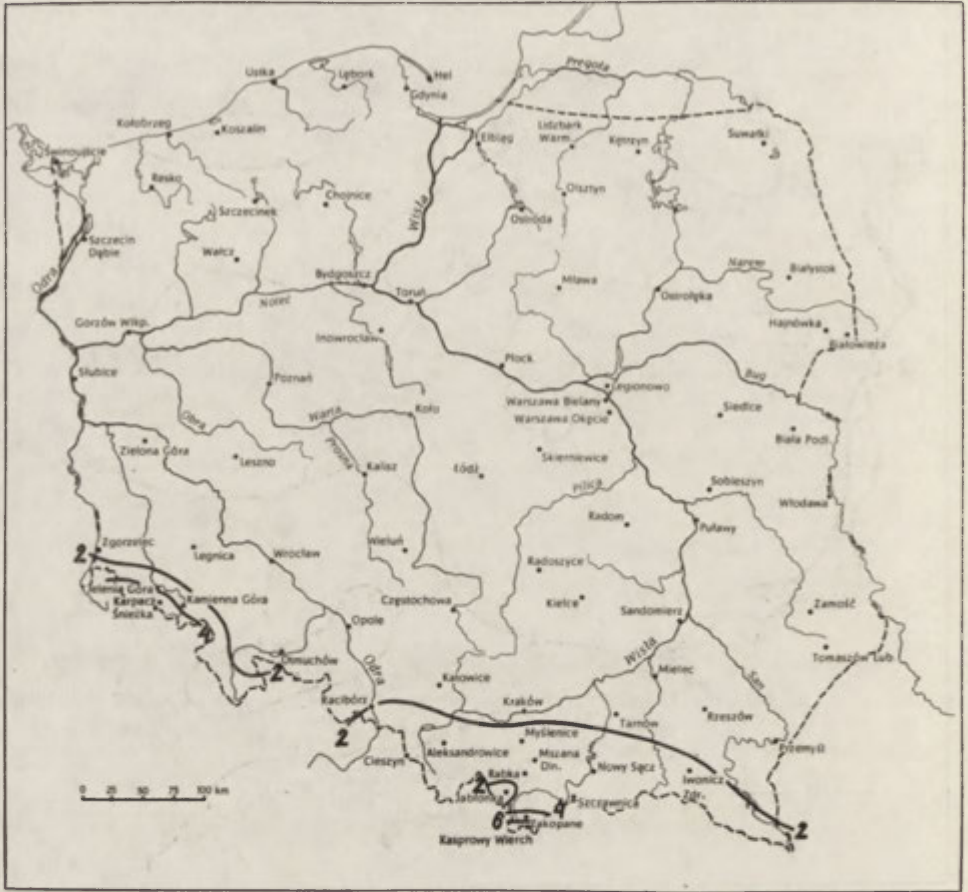 Pregoła
Ustka
Lębork
Hel
Gdynia
Kołobrzeg
Koszalin
Elbląg
Lidzbark
Warm.
Kętrzyn
Suwałki
Świnoujście
Resko
Szczecinek
Chojnice
Wisła
Olsztyn
Ostróda
Szczecin
Dąbie
Wałcz
Odra
Bydgoszcz
Noteć
Toruń
Mława
Narew
Białystok
Ostrołęka
Gorzów Wlkp.
Inowrocław
Hajnówka
Białowieża
Płock
Słubice
Poznań
Legionowo
Bug
Warszawa Bielany
Warszawa Okęcie
Obra
Warta
Koło
Siedlce
Biała Podl.
Zielona Góra
Leszno
Prosna
Kalisz
Łódź
Skierniewice
Pilica
Sobieszyn
Włodawa
Radom
Puławy
Zgorzelec
2
Legnica
Wrocław
Wieluń
Radoszyce
Jelenia Góra
Karpacz
Śnieżka
Kamienna Góra
Częstochowa
Kielce
Sandomierz
Zamość
Opole
Otmuchów
2
Odra
Wisła
Mielec
San
Tomaszów Lub.
Katowice
Racibórz
2
Kraków
Tarnów
Rzeszów
Cieszyn
Aleksandrowice
Myślenice
Mszana
Dln.
Przemyśl
Rabka
2
Nowy Sącz
Iwonicz
Zdr.
Jabłonka
4
Szczawnica
6
Zakopane
Kasprowy Wierch
2
0 50 100 km